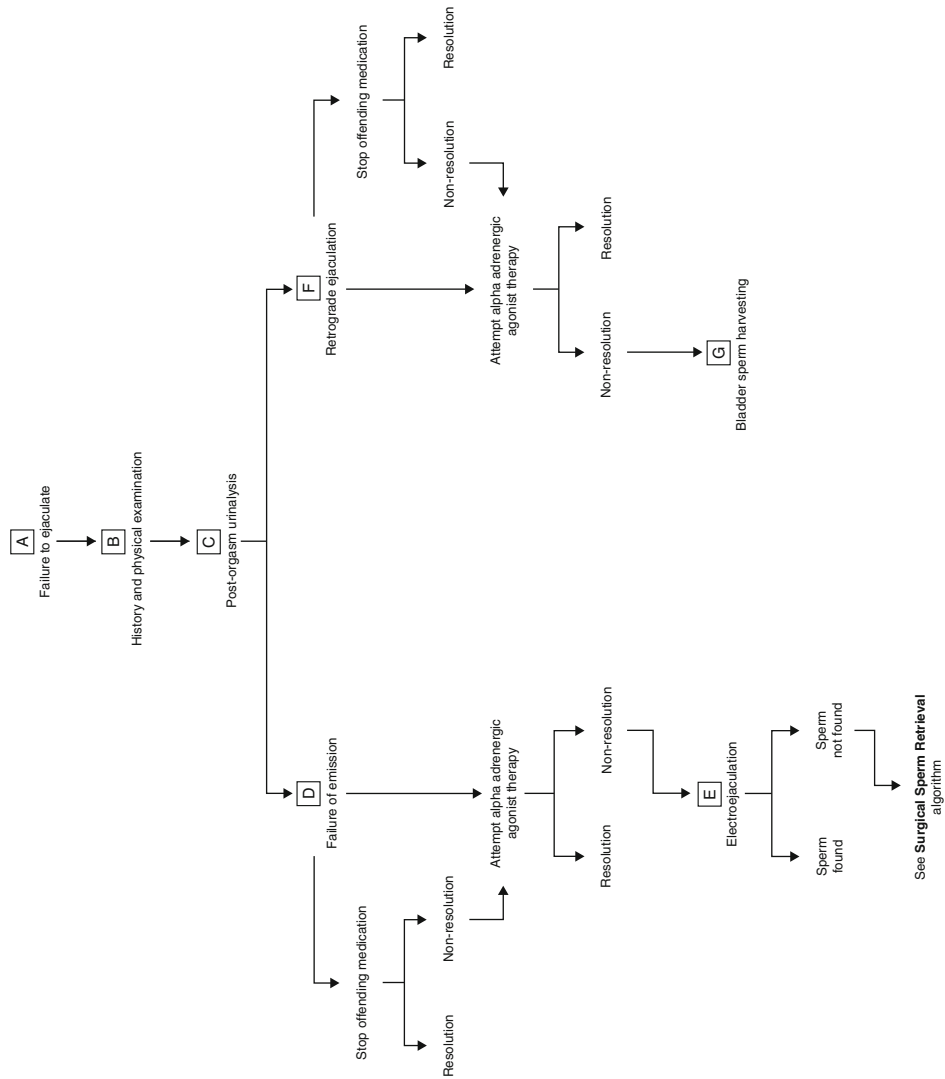 A
Failure to ejaculate
B
History and physical examination
C
Post-orgasm urinalysis
D
Failure of emission
F
Retrograde ejaculation
Stop offending medication
Resolution
Non-resolution
Attempt alpha adrenergic
agonist therapy
Resolution
Non-resolution
E
Electroejaculation
Sperm
found
Sperm
not found
See Surgical Sperm Retrieval
algorithm
Stop offending medication
Non-resolution
Resolution
Attempt alpha adrenergic
agonist therapy
Non-resolution
Resolution
G
Bladder sperm harvesting